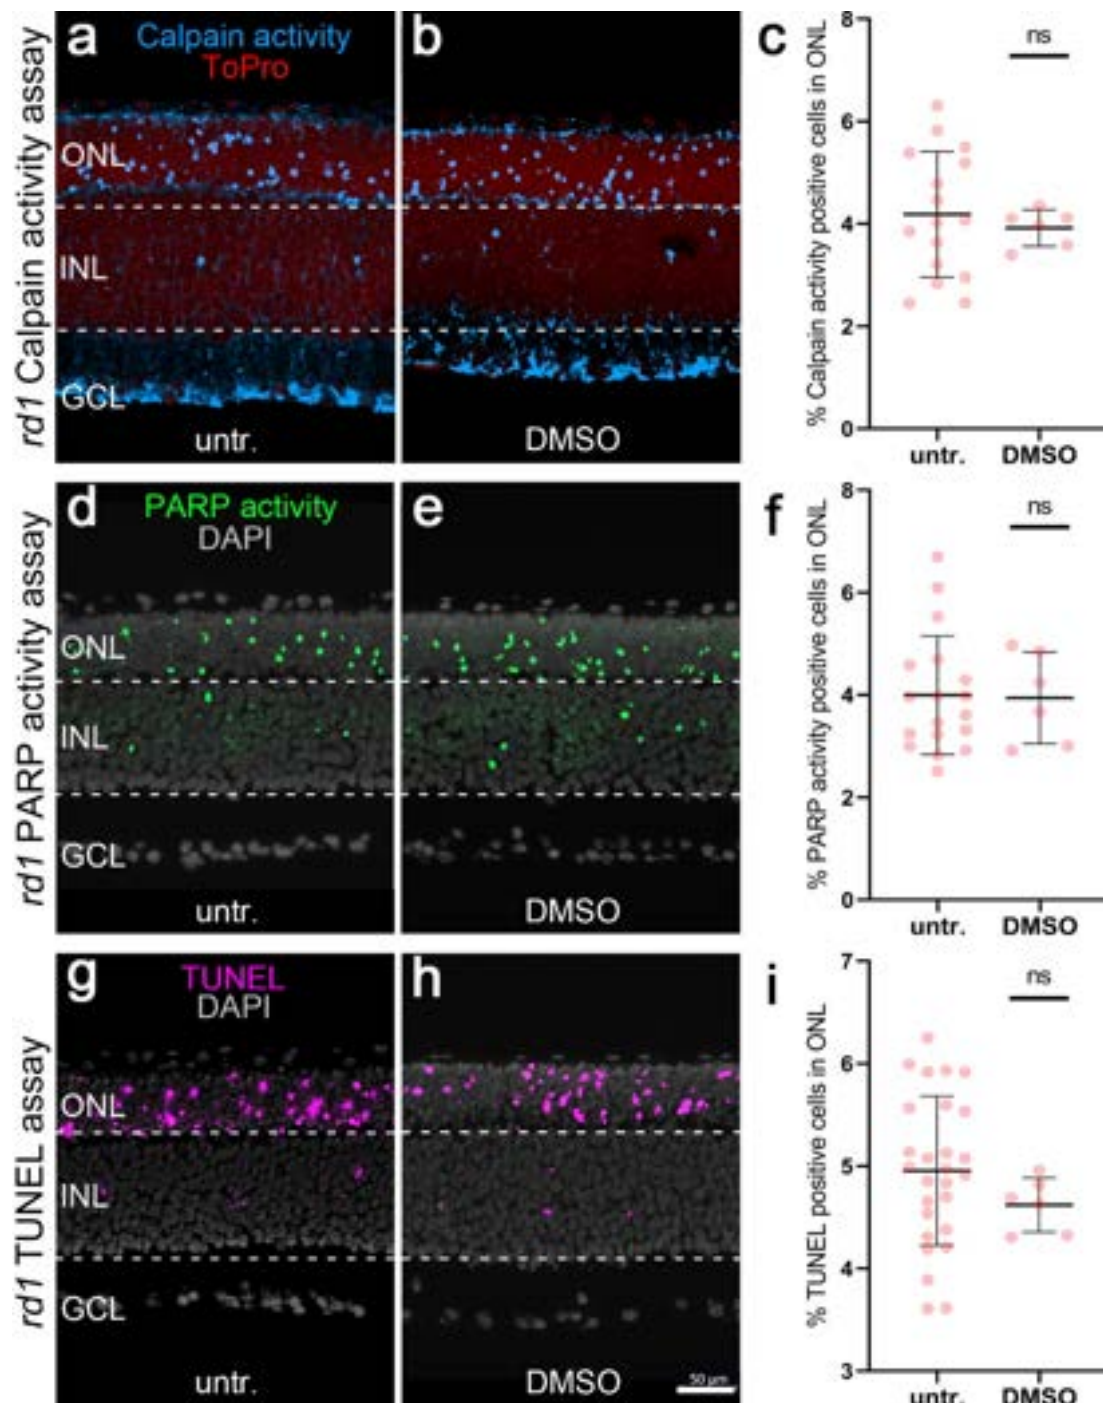 rd1 Calpain activity assay
a
Calpain activity
ToPro
ONL
INL
GCL
untr.
b
DMSO
c
% Calpain activity positive cells in ONL
8
6
4
2
0
ns
untr.
DMSO
rd1 PARP activity assay
d
PARP activity
DAPI
ONL
INL
GCL
untr.
e
DMSO
f
% PARP activity positive cells in ONL
8
6
4
2
0
ns
untr.
DMSO
rd1 TUNEL assay
g
TUNEL
DAPI
ONL
INL
GCL
untr.
h
DMSO
50 µm
i
% TUNEL positive cells in ONL
7
6
5
4
3
ns
untr.
DMSO